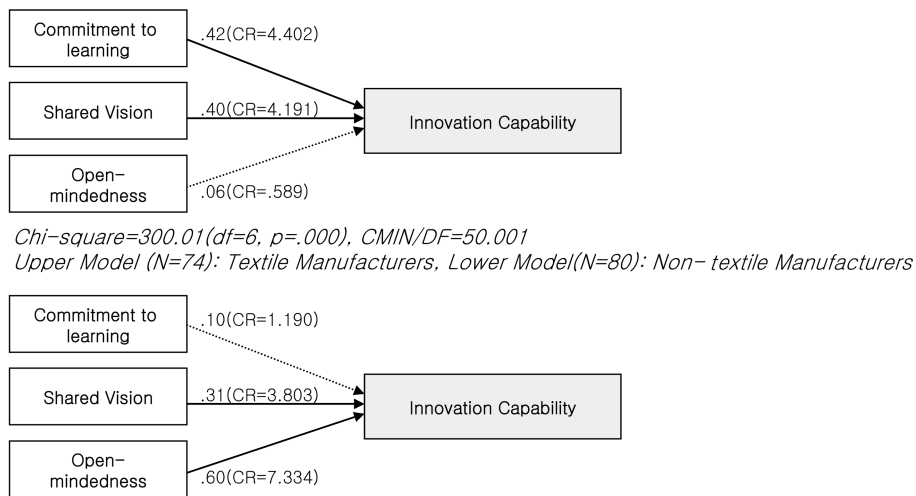 Commitment to
learning
.42(CR=4.402)
Shared Vision
.40(CR=4.191)
Innovation Capability
Open-
mindedness
.06(CR=.589)
Chi-square=300.01(df=6, p=.000), CMIN/DF=50.001
Upper Model (N=74): Textile Manufacturers, Lower Model(N=80): Non- textile Manufacturers
Commitment to
learning
.10(CR=1.190)
Shared Vision
.31(CR=3.803)
Innovation Capability
Open-
mindedness
.60(CR=7.334)